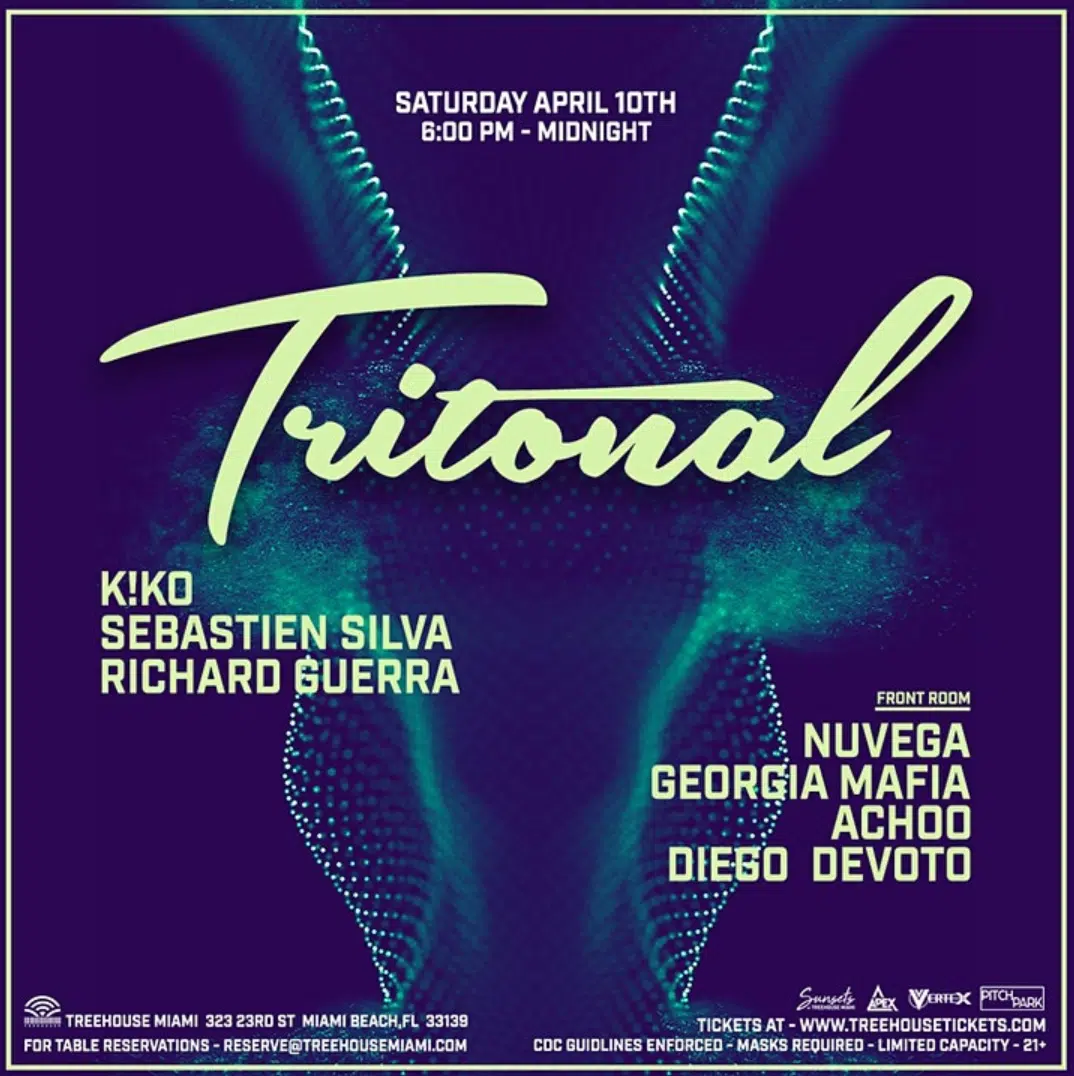 SATURDAY APRIL 10TH
6:00 PM - MIDNIGHT
Tritonal
K!KO
SEBASTIEN SILVA
RICHARD GUERRA
FRONT ROOM
NUVEGA
GEORGIA MAFIA
ACHOO
DIEGO DEVOTO
Sunsets
TREEHOUSE MIAMI
APEX
VERTEX
PITCH PARK
TREEHOUSE MIAMI 323 23RD ST MIAMI BEACH,FL 33139
FOR TABLE RESERVATIONS - RESERVE@TREEHOUSEMIAMI.COM
TICKETS AT - WWW.TREEHOUSETICKETS.COM
CDC GUIDLINES ENFORCED - MASKS REQUIRED - LIMITED CAPACITY - 21+